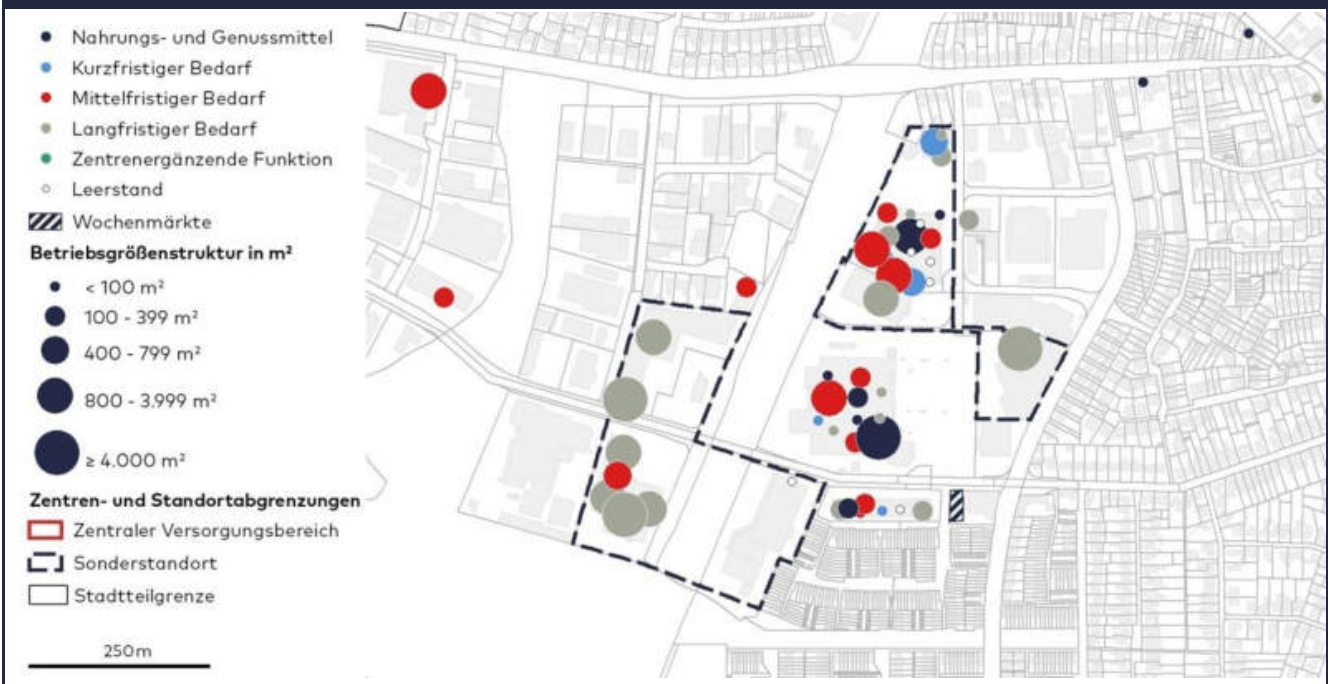 Nahrungs- und Genussmittel
Kurzfristiger Bedarf
Mittelfristiger Bedarf
Langfristiger Bedarf
Zentrenergänzende Funktion
Leerstand
Wochenmärkte
Betriebsgrößenstruktur in m²
< 100 m²
100 - 399 m²
400 - 799 m²
800 - 3.999 m²
≥ 4.000 m²
Zentren- und Standortabgrenzungen
Zentraler Versorgungsbereich
Sonderstandort
Stadtteilgrenze
250m